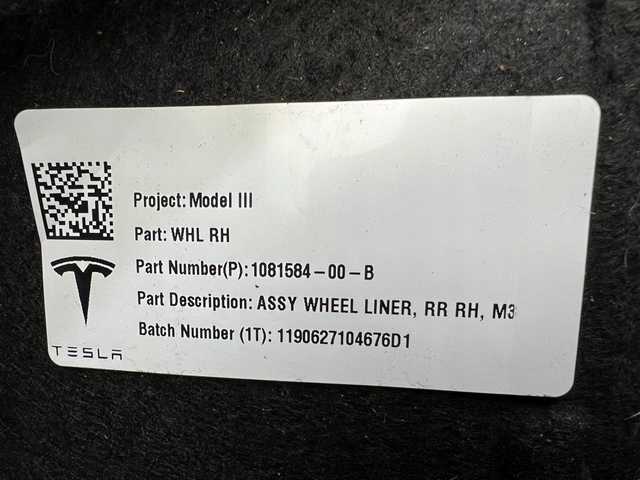 Project: Model III
Part: WHL RH
Part Number(P): 1081584-00-B
Part Description: ASSY WHEEL LINER, RR RH, M3
Batch Number (1T): 1190627104676D1
TESLA